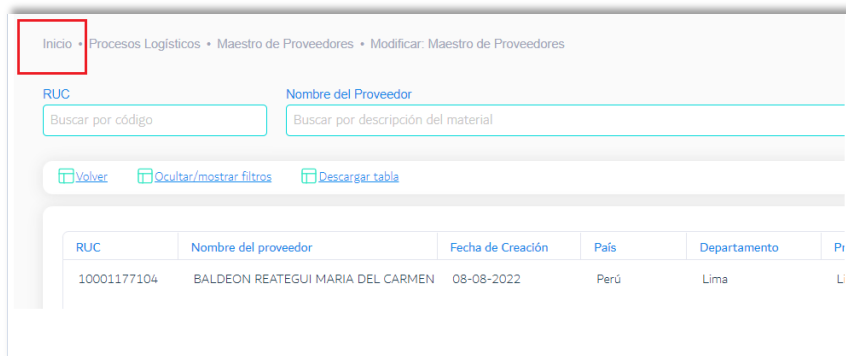 Inicio • Procesos Logísticos • Maestro de Proveedores • Modificar: Maestro de Proveedores
RUC Nombre del Proveedor
Buscar por código Buscar por descripción del material
Volver Ocultar/mostrar filtros Descargar tabla
RUC Nombre del proveedor Fecha de Creación País Departamento
10001177104 BALDEON REATEGUI MARIA DEL CARMEN 08-08-2022 Perú Lima